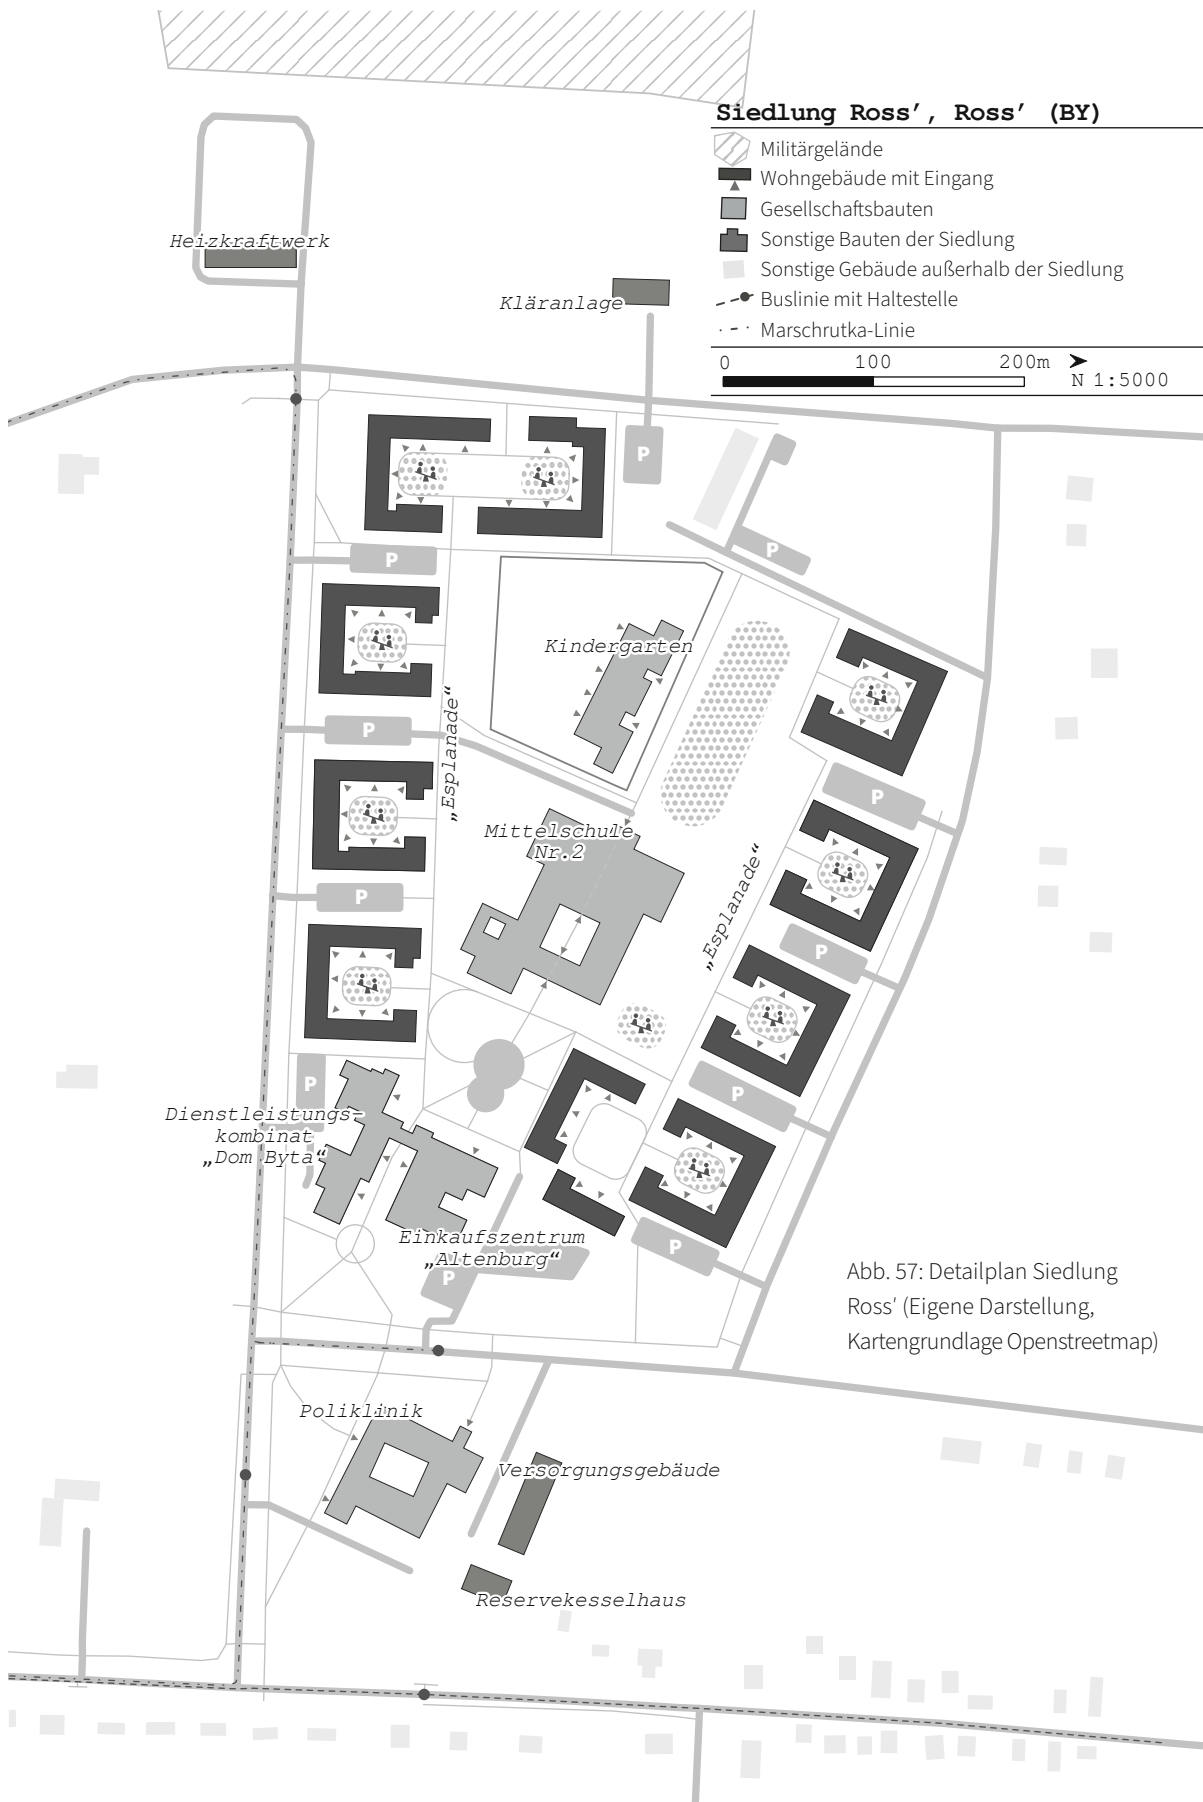 Siedlung Ross’, Ross’ (BY)
Militärgelände
Wohngebäude mit Eingang
Gesellschaftsbauten
Sonstige Bauten der Siedlung
Sonstige Gebäude außerhalb der Siedlung
Buslinie mit Haltestelle
Marschrutka-Linie
0 100 200m
N 1:5000
Heizkraftwerk
Kläranlage
P
P
P
Kindergarten
„Esplanade“
P
P
Mittelschule
Nr.2
„Esplanade“
P
P
P
P
Dienstleistungs-
kombinat
„Dom Byta“
Einkaufszentrum
„Altenburg“
P
P
Abb. 57: Detailplan Siedlung
Ross’ (Eigene Darstellung,
Kartengrundlage Openstreetmap)
Poliklinik
Versorgungsgebäude
Reservekesselhaus